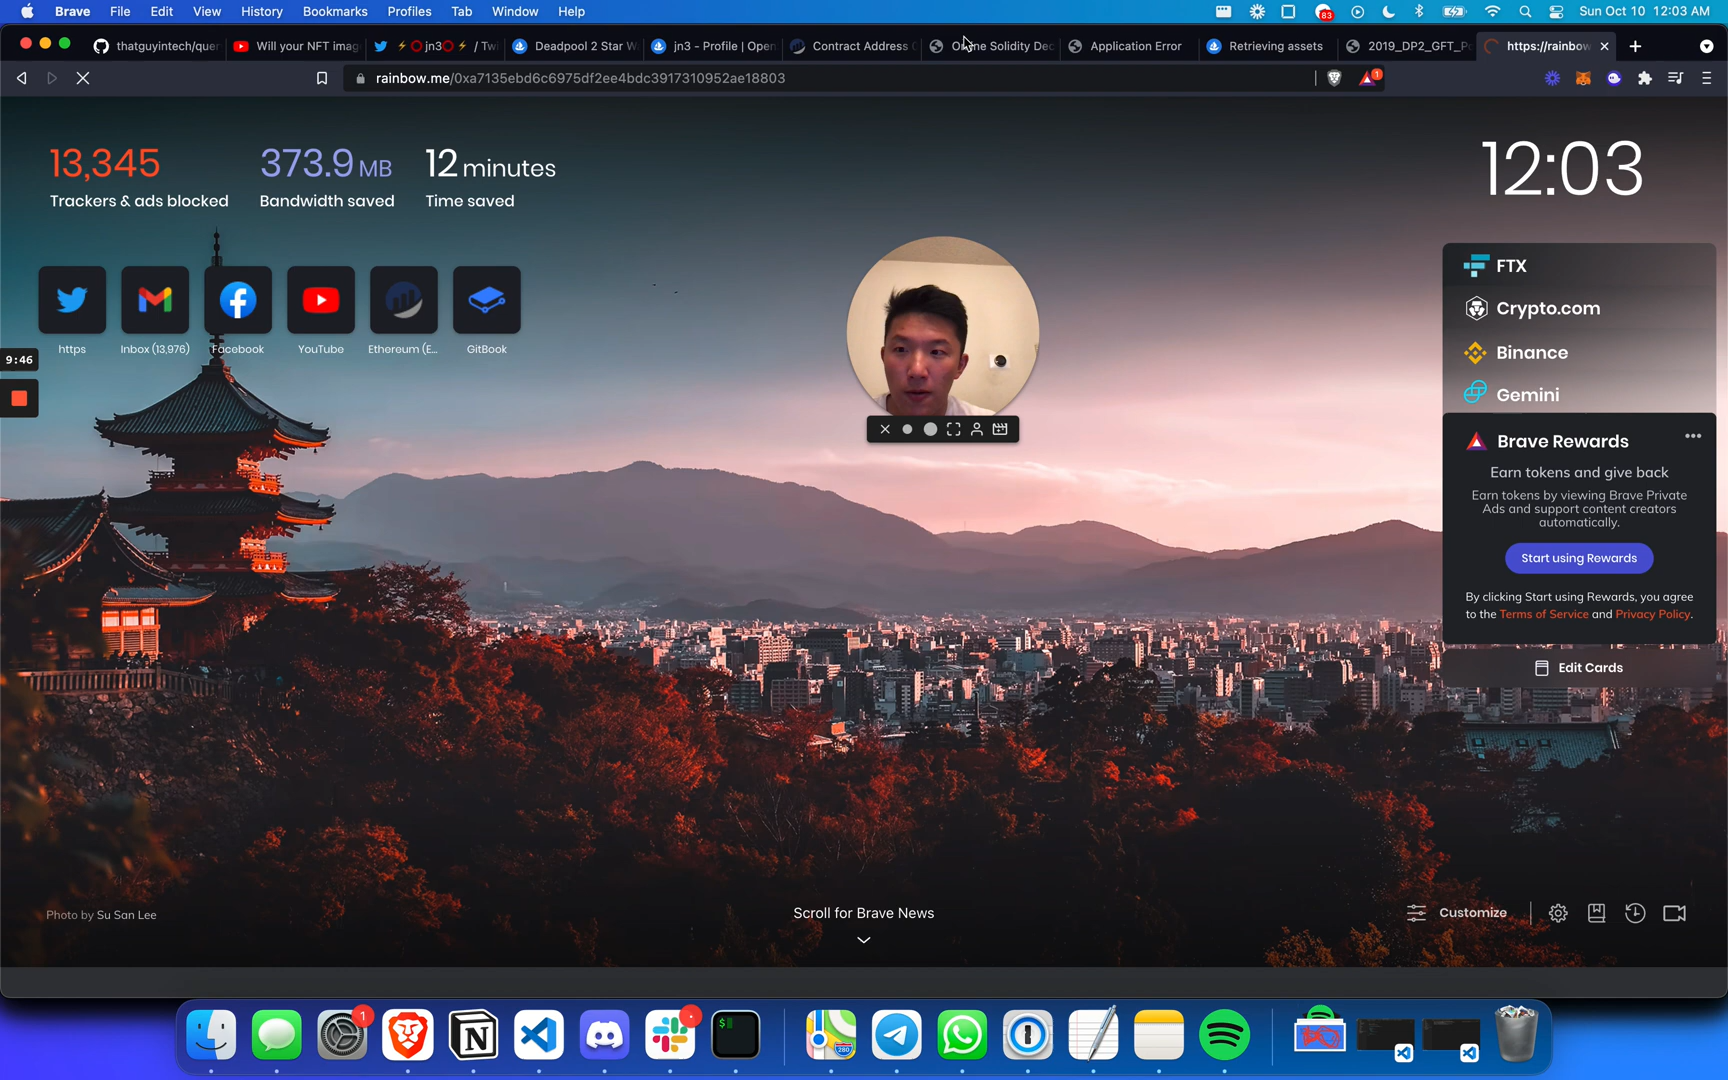 Brave File Edit View History Bookmarks Profiles Tab Window Help
83
Sun Oct 10 12:03 AM
thatguyintech/quer
Will your NFT imag
jn3 / Twi
Deadpool 2 Star W
jn3 - Profile | Open
Contract Address
Online Solidity Dec
Application Error
Retrieving assets
2019_DP2_GFT_Po
https://rainbow
rainbow.me/0xa7135ebd6c6975df2ee4bdc3917310952ae18803
1
13,345
Trackers & ads blocked
373.9 MB
Bandwidth saved
12 minutes
Time saved
12:03
https
Inbox (13,976)
Facebook
YouTube
Ethereum (E...
GitBook
9:46
FTX
Crypto.com
Binance
Gemini
Brave Rewards
Earn tokens and give back
Earn tokens by viewing Brave Private
Ads and support content creators
automatically.
Start using Rewards
By clicking Start using Rewards, you agree
to the Terms of Service and Privacy Policy.
Edit Cards
Photo by Su San Lee
Scroll for Brave News
Customize
1
280